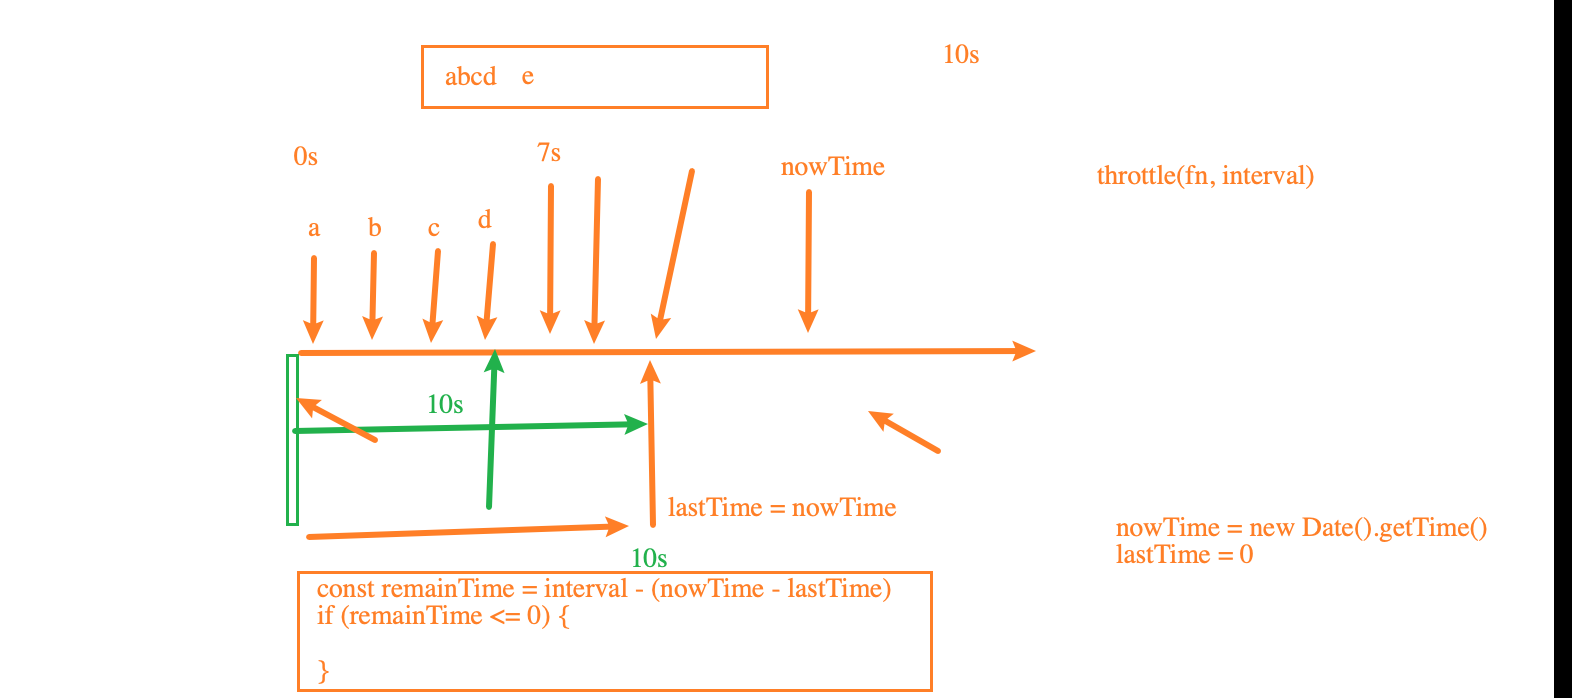 10s
abcd e
0s
7s
nowTime
throttle(fn, interval)
a
b
c
d
10s
lastTime = nowTime
nowTime = new Date().getTime()
lastTime = 0
10s
const remainTime = interval - (nowTime - lastTime)
if (remainTime <= 0) {
}